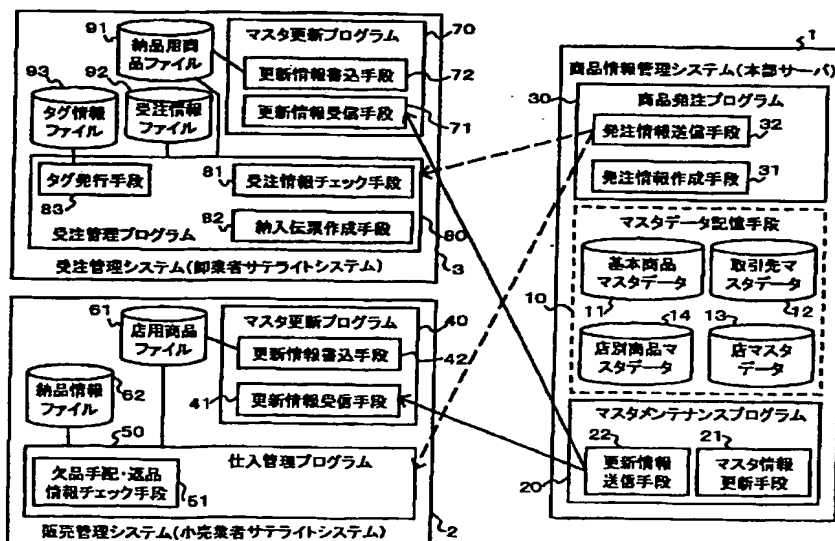 91
納品用商
品ファイル
マスタ更新プログラム
70
更新情報書込手段
72
更新情報受信手段
71
93
92
タグ情報
ファイル
受注情報
ファイル
タグ発行手段
83
81
受注情報チェック手段
82
納入伝票作成手段
80
受注管理プログラム
3
受注管理システム(卸業者サテライトシステム)
61
店用商品
ファイル
マスタ更新プログラム
40
更新情報書込手段
42
41
更新情報受信手段
納品情報
ファイル
62
50
仕入管理プログラム
欠品手配・返品
情報チェック手段
51
販売管理システム(小売業者サテライトシステム)
2
1
商品情報管理システム(本部サーバ)
30
商品発注プログラム
発注情報送信手段
32
発注情報作成手段
31
マスタデータ記憶手段
基本商品
マスタデータ
取引先マ
スタデータ
10
11
14
13
12
店別商品マ
スタデータ
店マスタ
データ
マスタメンテナンスプログラム
22
21
更新情報
送信手段
マスタ情報
更新手段
20